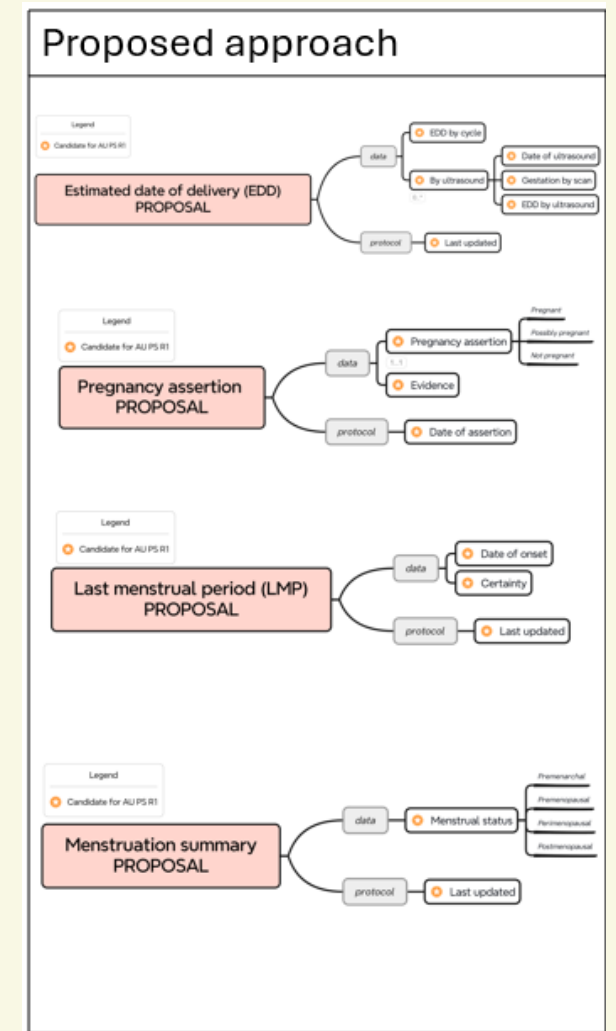 Proposed approach
Legend
Candidate for AU PS R1
Estimated date of delivery (EDD)
PROPOSAL
data
EDD by cycle
By ultrasound
Date of ultrasound
Gestation by scan
EDD by ultrasound
protocol
Last updated
Legend
Candidate for AU PS R1
Pregnancy assertion
PROPOSAL
data
Pregnancy assertion
1...1
Pregnant
Possibly pregnant
Not pregnant
Evidence
protocol
Date of assertion
Legend
Candidate for AU PS R1
Last menstrual period (LMP)
PROPOSAL
data
Date of onset
Certainty
protocol
Last updated
Legend
Candidate for AU PS R1
Menstruation summary
PROPOSAL
data
Menstrual status
Premenarchal
Premenopausal
Perimenopausal
Postmenopausal
protocol
Last updated